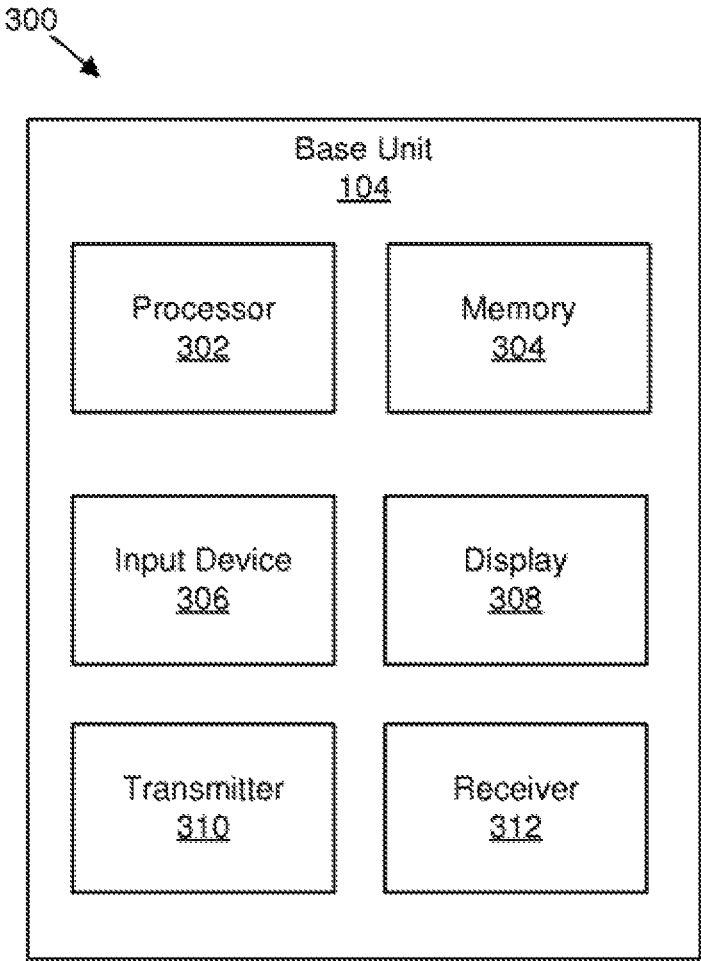 300
Base Unit
104
Processor
302
Memory
304
Input Device
306
Display
308
Transmitter
310
Receiver
312